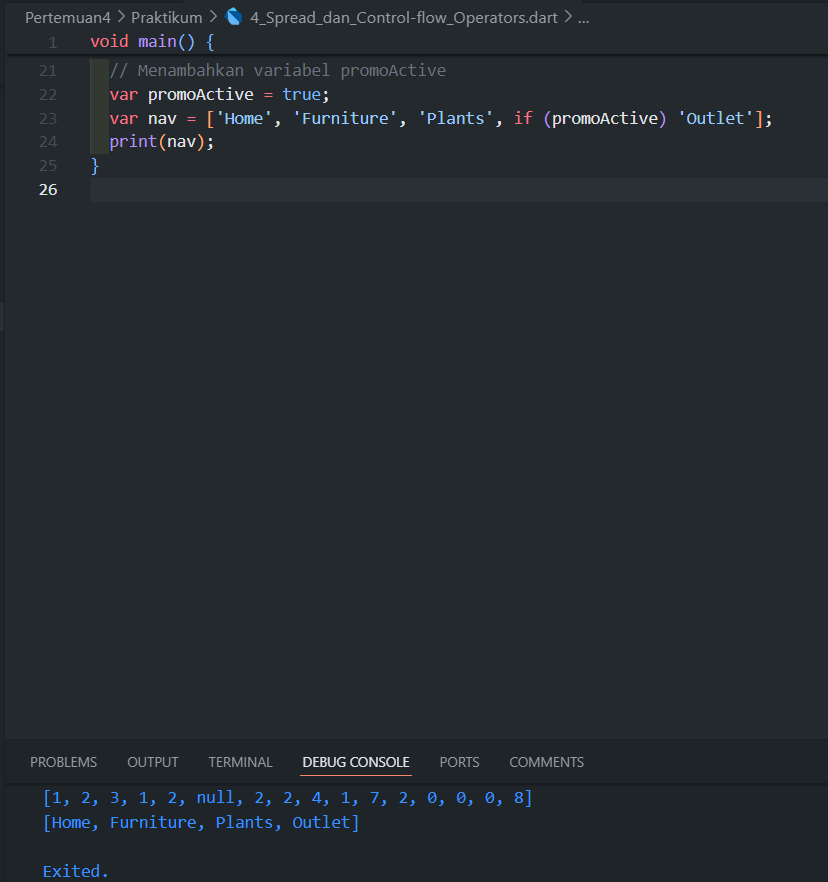 Pertemuan4 > Praktikum > 4_Spread_dan_Control-flow_Operators.dart > ...
1 void main() {
21 // Menambahkan variabel promoActive
22 var promoActive = true;
23 var nav = ['Home', 'Furniture', 'Plants', if (promoActive) 'Outlet'];
24 print(nav);
25 }
26
PROBLEMS OUTPUT TERMINAL DEBUG CONSOLE PORTS COMMENTS
[1, 2, 3, 1, 2, null, 2, 2, 4, 1, 7, 2, 0, 0, 0, 8]
[Home, Furniture, Plants, Outlet]
Exited.